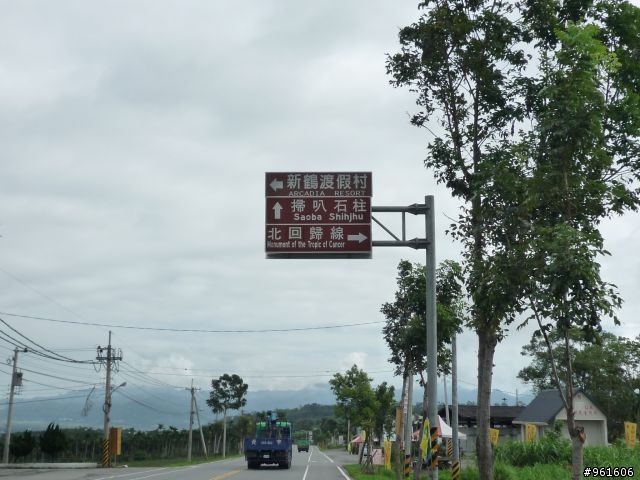 新鶴渡假村
ARCADIA RESORT
掃叭石柱
Saoba Shihjhu
北回歸線
Monument of the Tropic of Cancer
#961606